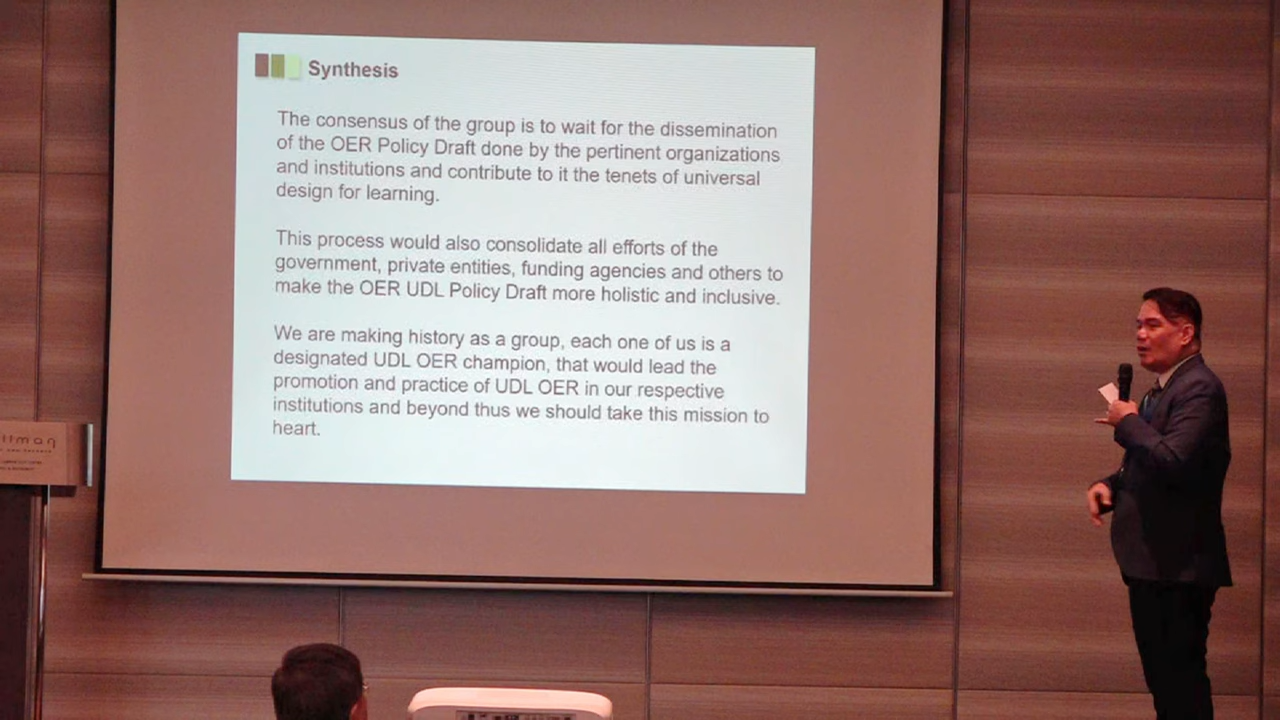 Synthesis
The consensus of the group is to wait for the dissemination
of the OER Policy Draft done by the pertinent organizations
and institutions and contribute to it the tenets of universal
design for learning.
This process would also consolidate all efforts of the
government, private entities, funding agencies and others to
make the OER UDL Policy Draft more holistic and inclusive.
We are making history as a group, each one of us is a
designated UDL OER champion, that would lead the
promotion and practice of UDL OER in our respective
institutions and beyond thus we should take this mission to
heart.